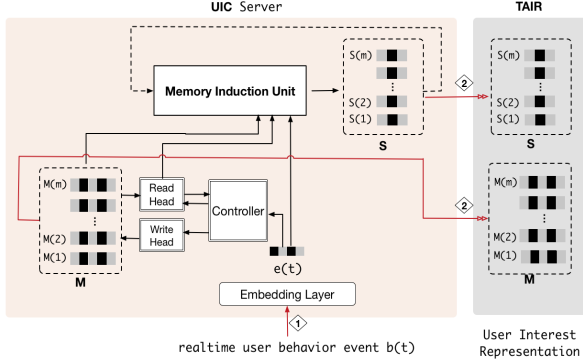 UIC Server
TAIR
S(m)
S(2)
S(1)
S
Memory Induction Unit
2
S(m)
S(2)
S(1)
S
M(m)
M(2)
M(1)
M
Read
Head
Write
Head
Controller
e(t)
2
M(m)
M(2)
M(1)
M
Embedding Layer
1
realtime user behavior event b(t)
User Interest
Representation